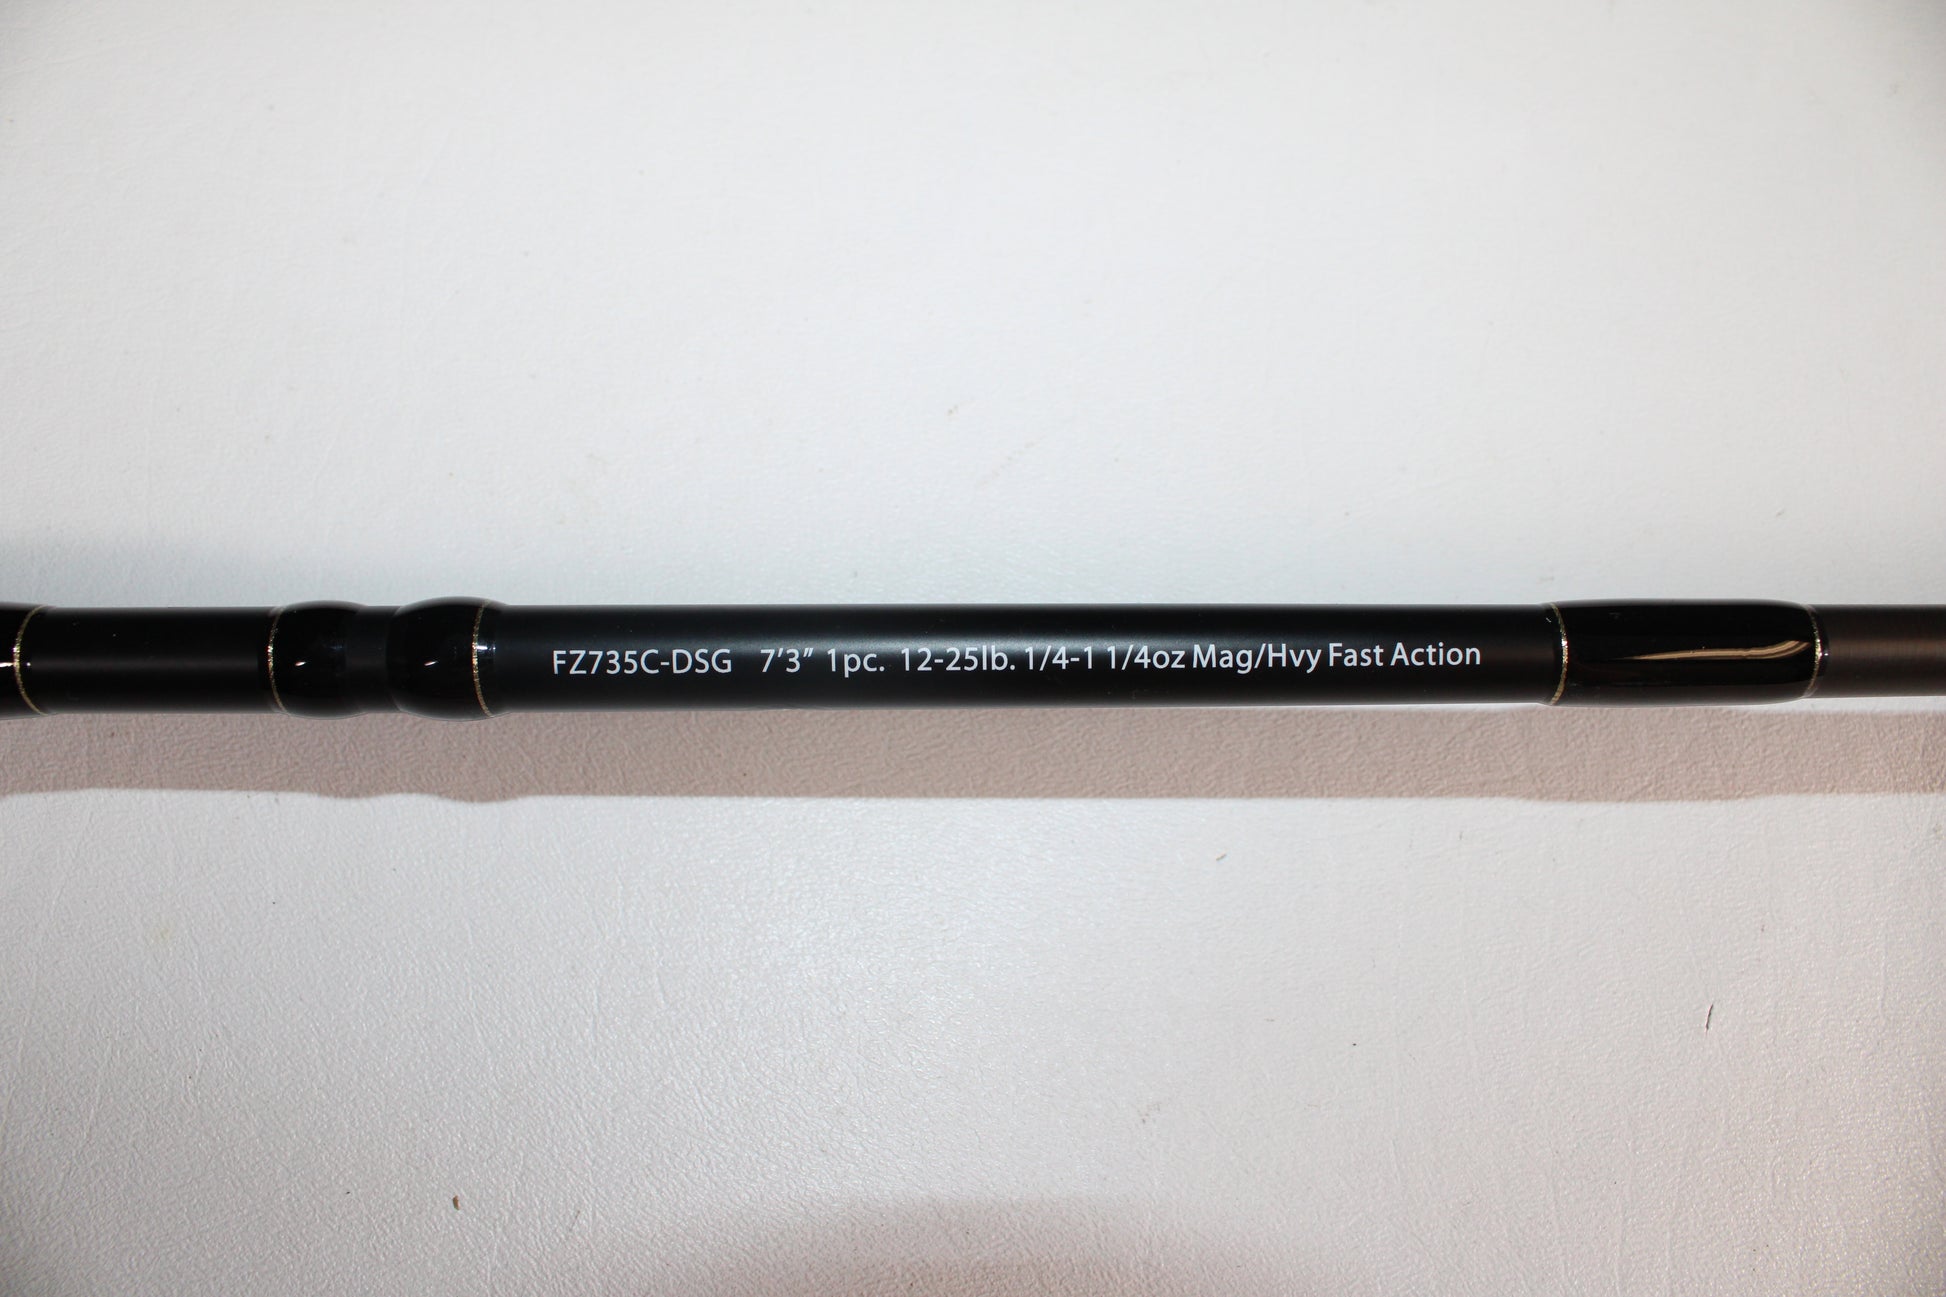 FZ735C-DSG 7'3" 1pc. 12-25lb. 1/4-1 1/4oz Mag/Hvy Fast Action